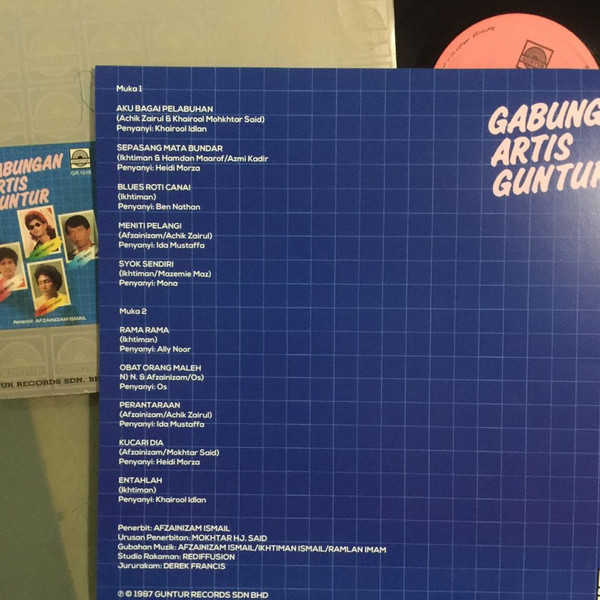 Muka 1
AKU BAGAI PELABUHAN
(Achik Zairul & Khairool Mohkhtar Said)
Penyanyi: Khairool Idlan
SEPASANG MATA BUNDAR
(Ikhtiman & Hamdan Maarof/Azmi Kadir
Penyanyi: Heidi Morza
BLUES ROTI CANAI
(Ikhtiman)
Penyanyi: Ben Nathan
MENITI PELANGI
(Afzainizam/Achik Zairul)
Penyanyi: Ida Mustaffa
SYOK SENDIRI
(Ikhtiman/Mazemie Maz)
Penyanyi: Mona
Muka 2
RAMA RAMA
(Ikhtiman)
Penyanyi: Ally Noor
OBAT ORANG MALEH
N) N. & Afzainizam/Os)
Penyanyi: Os
PERANTARAAN
(Afzainizam/Achik Zairul)
Penyanyi: Ida Mustaffa
KUCARI DIA
(Afzainizam/Mokhtar Said)
Penyanyi: Heidi Morza
ENTAHLAH
(Ikhtiman)
Penyanyi: Khairool Idlan
Penerbit: AFZAINIZAM ISMAIL
Urusan Penerbitan: MOKHTAR HJ. SAID
Gubahan Muzik: AFZAINIZAM ISMAIL/IKHTIMAN ISMAIL/RAMLAN IMAM
Studio Rakaman: REDIFFUSION
Jururakam: DEREK FRANCIS
℗ © 1987 GUNTUR RECORDS SDN BHD
GABUNG
ARTIS
GUNTUR
ABUNGAN
RTIS
UNTUR
Penerbit: AFZAINIZAM ISMAIL
TUR RECORDS SDN. B